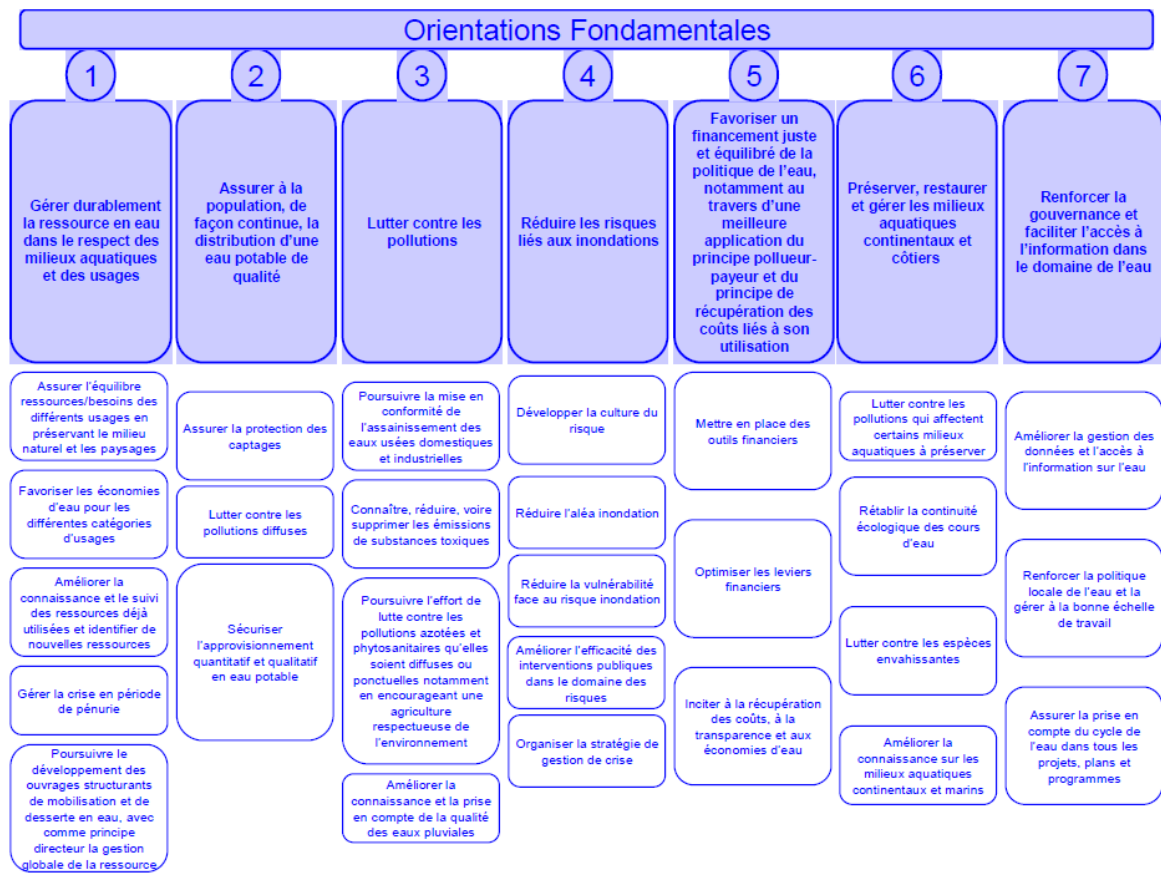 Orientations Fondamentales
1
Gérer durablement
la ressource en eau
dans le respect des
milieux aquatiques
et des usages
Assurer l'équilibre
ressources/besoins des
différents usages en
préservant le milieu
naturel et les paysages
Favoriser les économies
d'eau pour les
différentes catégories
d'usages
Améliorer la
connaissance et le suivi
des ressources déjà
utilisées et identifier de
nouvelles ressources
Gérer la crise en période
de pénurie
Poursuivre le
développement des
ouvrages structurants
de mobilisation et de
desserte en eau, avec
comme principe
directeur la gestion
globale de la ressource
2
Assurer à la
population, de
façon continue, la
distribution d'une
eau potable de
qualité
Assurer la protection des
captages
Lutter contre les
pollutions diffuses
Sécuriser
l'approvisionnement
quantitatif et qualitatif
en eau potable
3
Lutter contre les
pollutions
Poursuivre la mise en
conformité de
l'assainissement des
eaux usées domestiques
et industrielles
Connaître, réduire, voire
supprimer les émissions
de substances toxiques
Poursuivre l'effort de
lutte contre les
pollutions azotées et
phytosanitaires qu'elles
soient diffuses ou
ponctuelles notamment
en encourageant une
agriculture
respectueuse de
l'environnement
Améliorer la
connaissance et la prise
en compte de la qualité
des eaux pluviales
4
Réduire les risques
liés aux inondations
Développer la culture du
risque
Réduire l'aléa inondation
Réduire la vulnérabilité
face au risque inondation
Améliorer l'efficacité des
interventions publiques
dans le domaine des
risques
Organiser la stratégie de
gestion de crise
5
Favoriser un
financement juste
et équilibré de la
politique de l'eau,
notamment au
travers d'une
meilleure
application du
principe pollueur-
payeur et du
principe de
récupération des
coûts liés à son
utilisation
Mettre en place des
outils financiers
Optimiser les leviers
financiers
Inciter à la récupération
des coûts, à la
transparence et aux
économies d'eau
6
Préserver, restaurer
et gérer les milieux
aquatiques
continentaux et
côtiers
Lutter contre les
pollutions qui affectent
certains milieux
aquatiques à préserver
Rétablir la continuité
écologique des cours
d'eau
Lutter contre les espèces
envahissantes
Améliorer la
connaissance sur les
milieux aquatiques
continentaux et marins
7
Renforcer la
gouvernance et
faciliter l'accès à
l'information dans
le domaine de l'eau
Améliorer la gestion des
données et l'accès à
l'information sur l'eau
Renforcer la politique
locale de l'eau et la
gérer à la bonne échelle
de travail
Assurer la prise en
compte du cycle de
l'eau dans tous les
projets, plans et
programmes